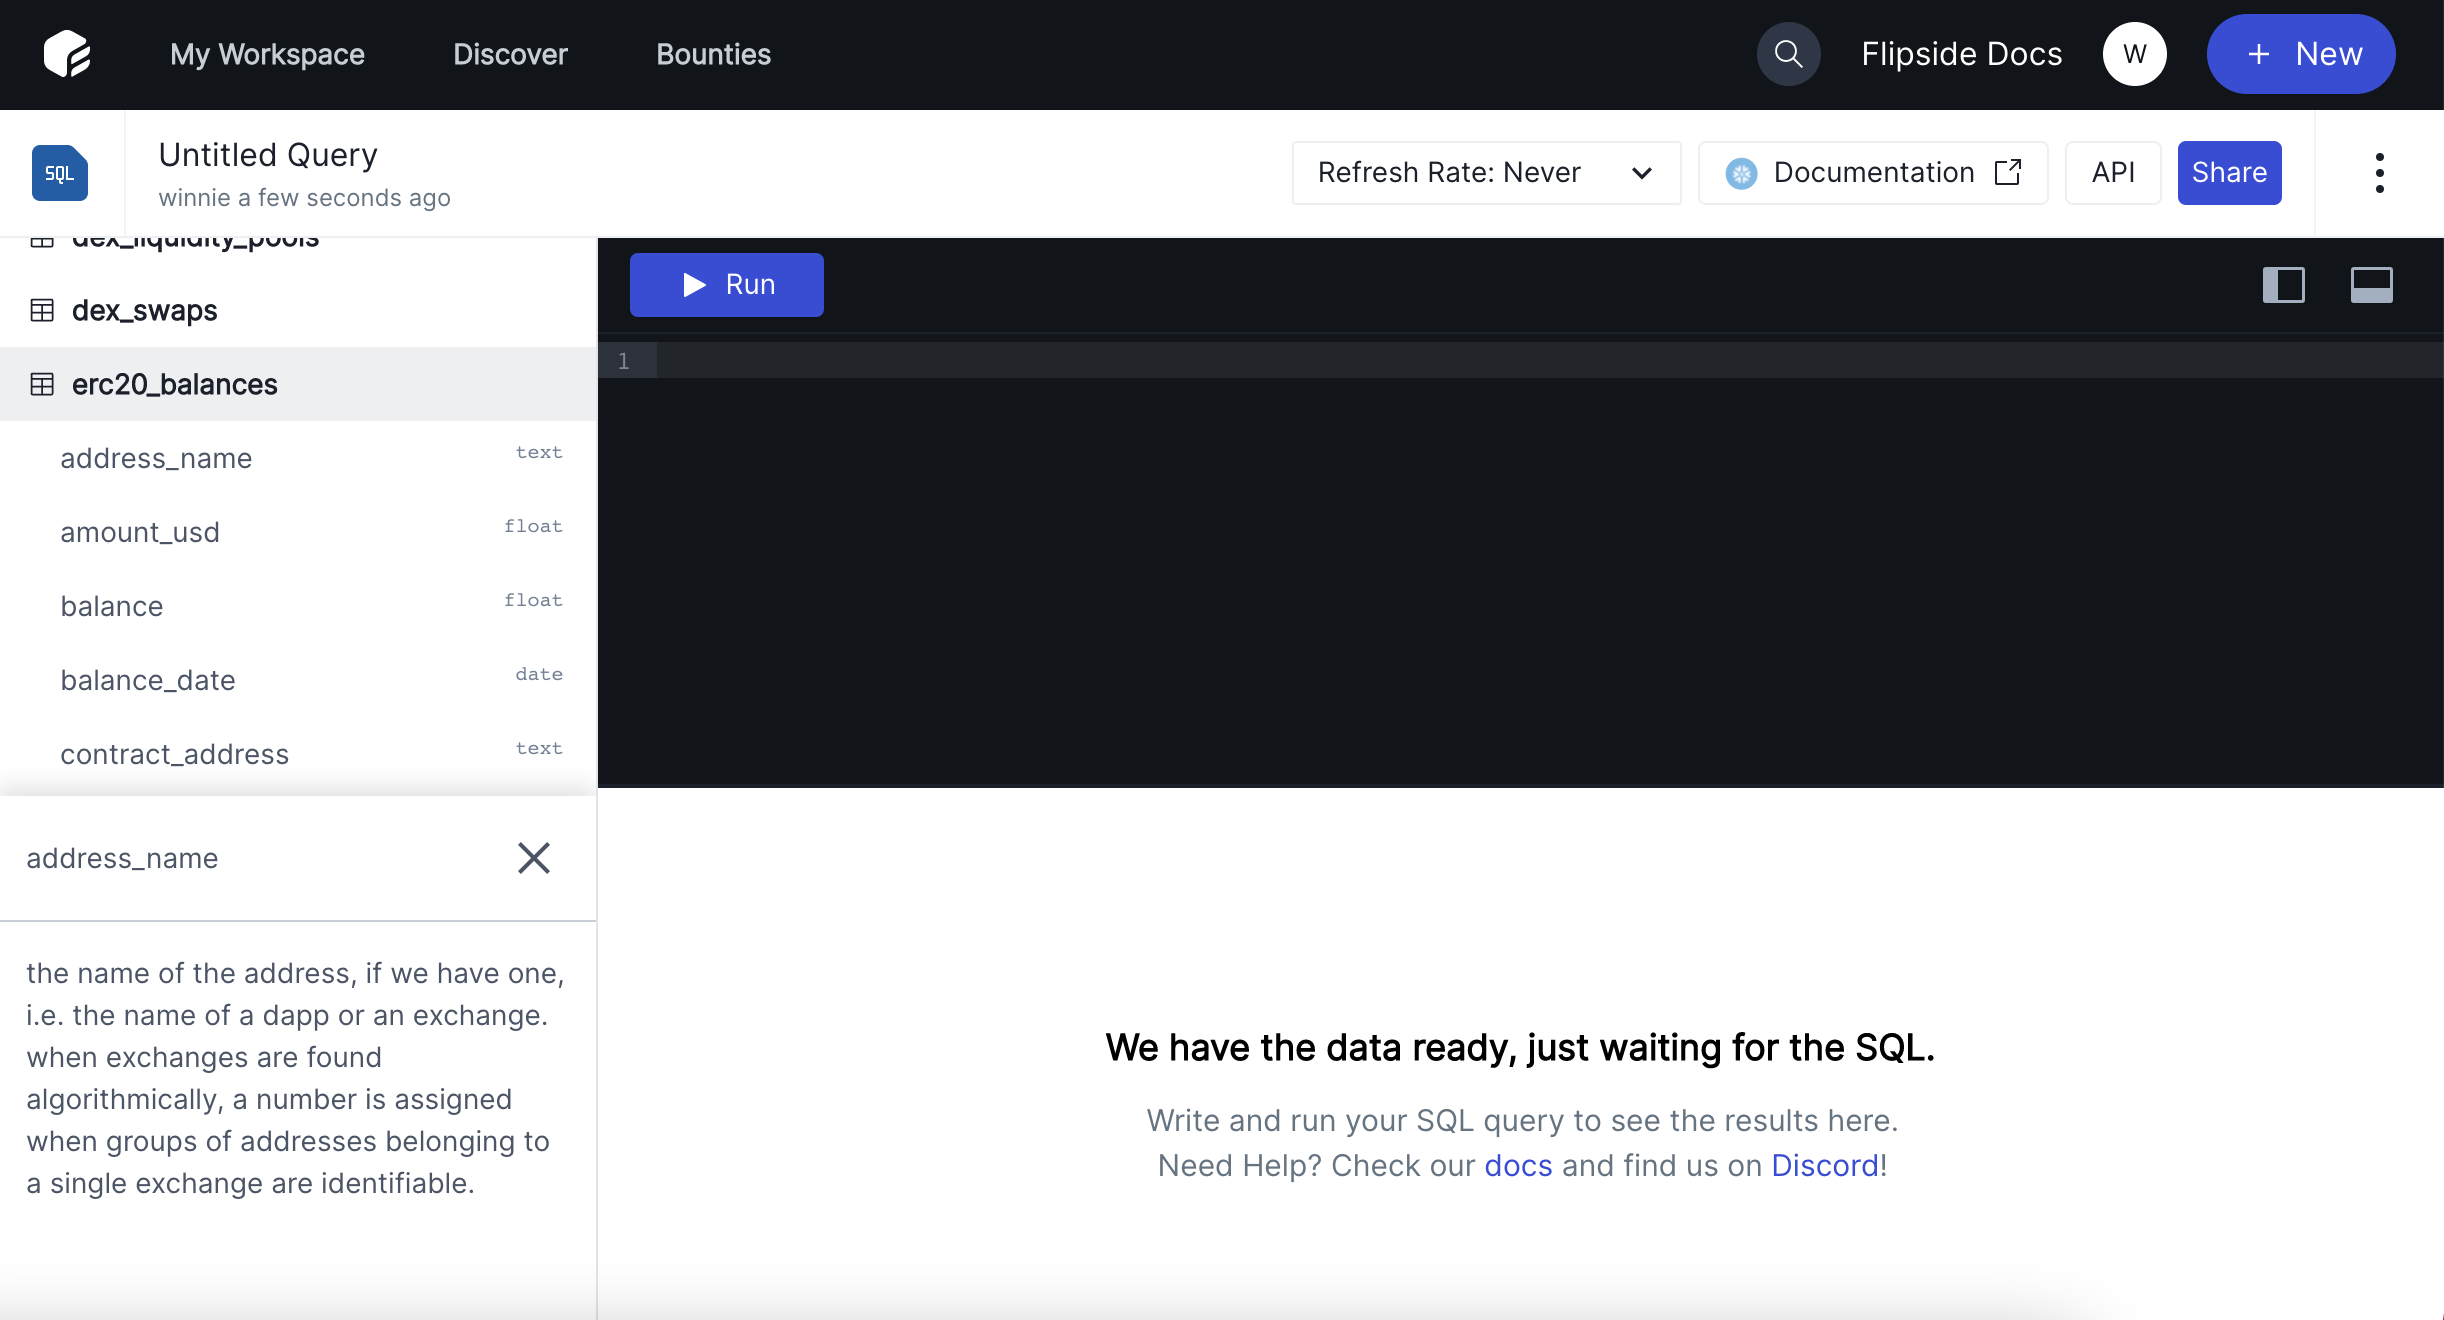 My Workspace
Discover
Bounties
Flipside Docs
W
+ New
SQL
Untitled Query
winnie a few seconds ago
Refresh Rate: Never
Documentation
API
Share
dex_liquidity_pools
dex_swaps
erc20_balances
address_name text
amount_usd float
balance float
balance_date date
contract_address text
address_name
the name of the address, if we have one,
i.e. the name of a dapp or an exchange.
when exchanges are found
algorithmically, a number is assigned
when groups of addresses belonging to
a single exchange are identifiable.
Run
1
We have the data ready, just waiting for the SQL.
Write and run your SQL query to see the results here.
Need Help? Check our docs and find us on Discord!